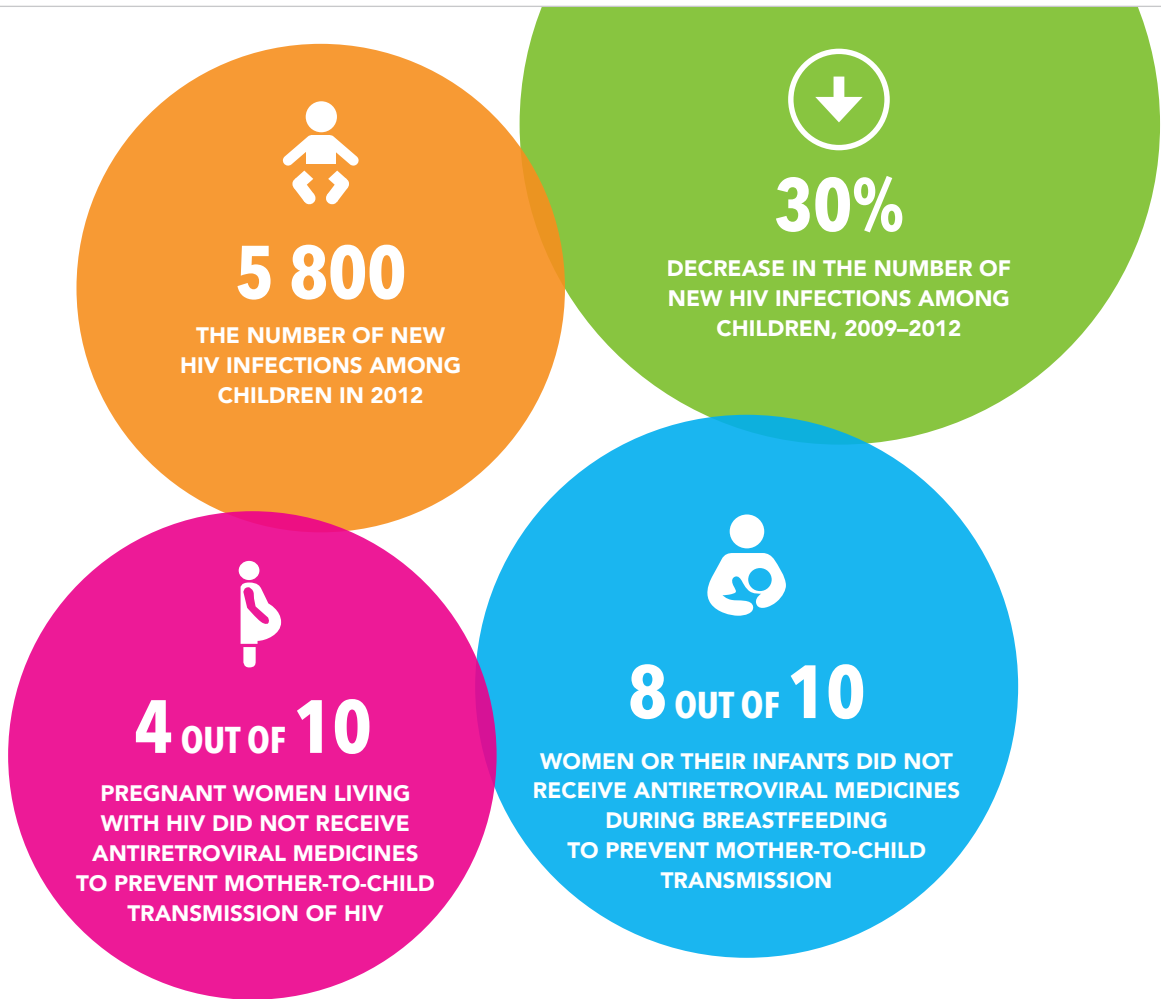 5 800
THE NUMBER OF NEW
HIV INFECTIONS AMONG
CHILDREN IN 2012
30%
DECREASE IN THE NUMBER OF
NEW HIV INFECTIONS AMONG
CHILDREN, 2009–2012
4 OUT OF 10
PREGNANT WOMEN LIVING
WITH HIV DID NOT RECEIVE
ANTIRETROVIRAL MEDICINES
TO PREVENT MOTHER-TO-CHILD
TRANSMISSION OF HIV
8 OUT OF 10
WOMEN OR THEIR INFANTS DID NOT
RECEIVE ANTIRETROVIRAL MEDICINES
DURING BREASTFEEDING
TO PREVENT MOTHER-TO-CHILD
TRANSMISSION